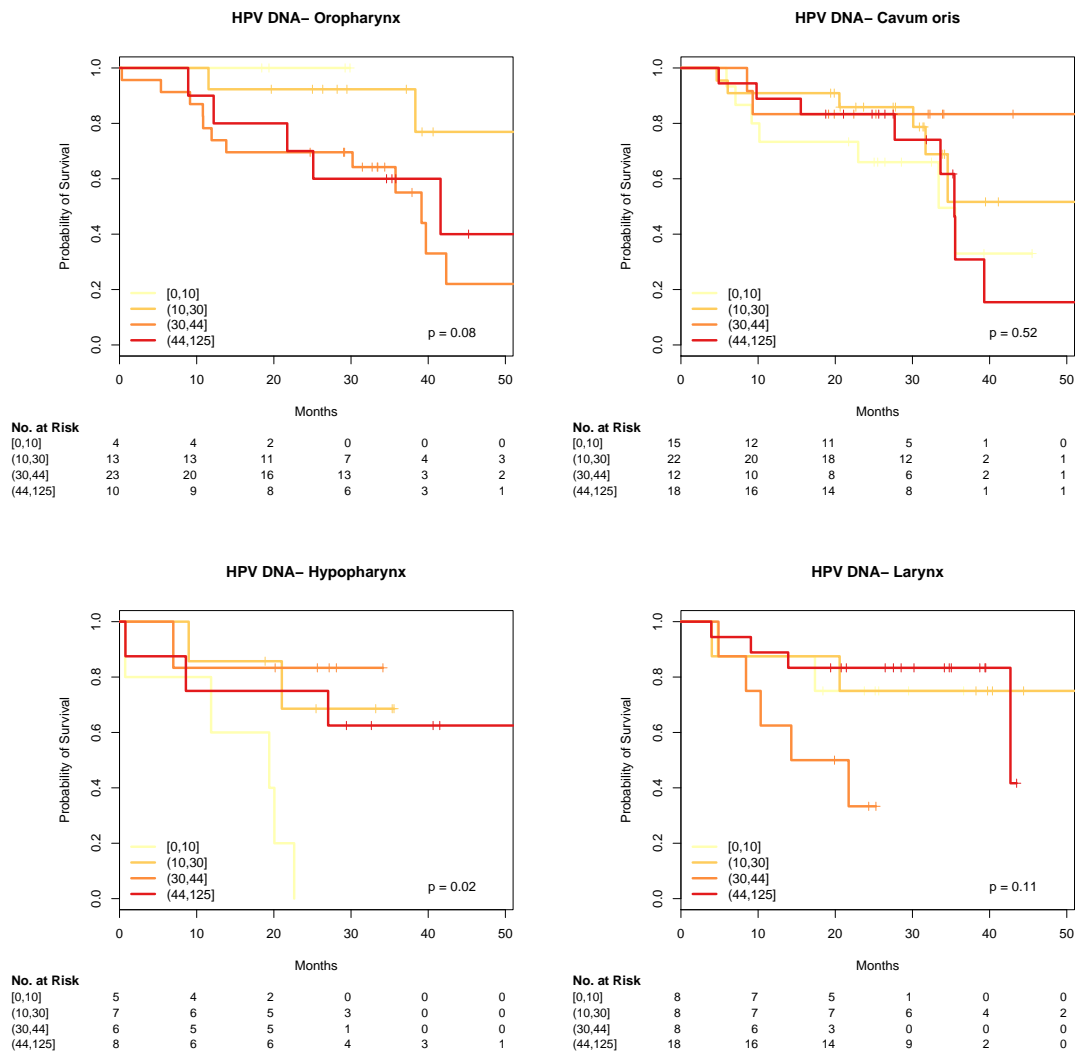 HPV DNA− Oropharynx
Probability of Survival
1.0
0.8
0.6
0.4
0.2
0.0
[0,10]
(10,30]
(30,44]
(44,125]
p = 0.08
0 10 20 30 40 50
Months
No. at Risk
[0,10] 4 4 2 0 0 0
(10,30] 13 13 11 7 4 3
(30,44] 23 20 16 13 3 2
(44,125] 10 9 8 6 3 1
HPV DNA− Cavum oris
Probability of Survival
1.0
0.8
0.6
0.4
0.2
0.0
[0,10]
(10,30]
(30,44]
(44,125]
p = 0.52
0 10 20 30 40 50
Months
No. at Risk
[0,10] 15 12 11 5 1 0
(10,30] 22 20 18 12 2 1
(30,44] 12 10 8 6 2 1
(44,125] 18 16 14 8 1 1
HPV DNA− Hypopharynx
Probability of Survival
1.0
0.8
0.6
0.4
0.2
0.0
[0,10]
(10,30]
(30,44]
(44,125]
p = 0.02
0 10 20 30 40 50
Months
No. at Risk
[0,10] 5 4 2 0 0 0
(10,30] 7 6 5 3 0 0
(30,44] 6 5 5 1 0 0
(44,125] 8 6 6 4 3 1
HPV DNA− Larynx
Probability of Survival
1.0
0.8
0.6
0.4
0.2
0.0
[0,10]
(10,30]
(30,44]
(44,125]
p = 0.11
0 10 20 30 40 50
Months
No. at Risk
[0,10] 8 7 5 1 0 0
(10,30] 8 7 7 6 4 2
(30,44] 8 6 3 0 0 0
(44,125] 18 16 14 9 2 0